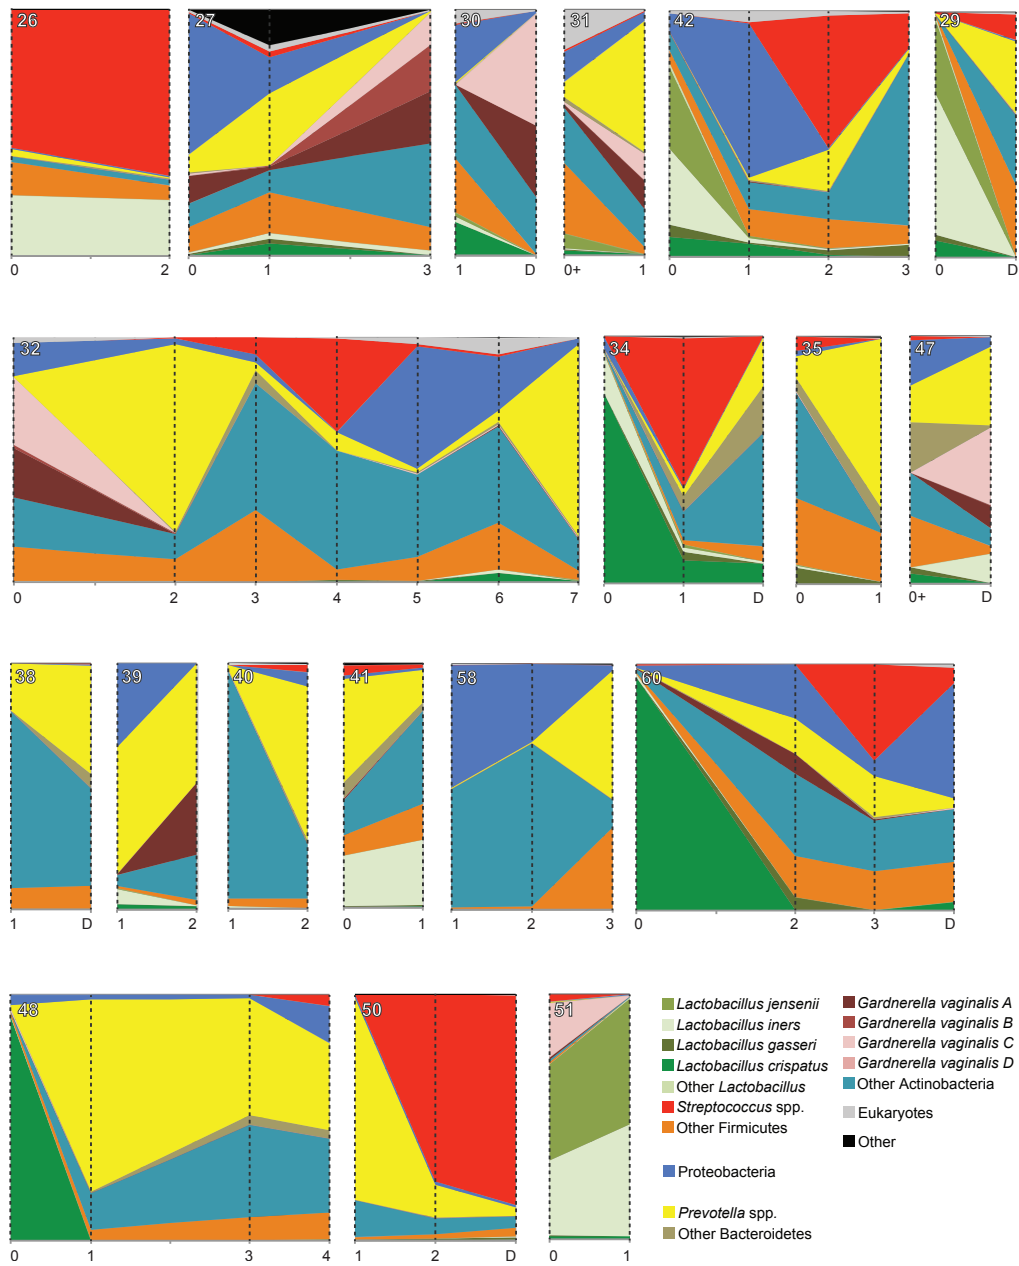 26 27 30 31 42 29
0 2 0 1 3 1 D 0+ 1 0 1 2 3 0 D
32 34 35 47
0 2 3 4 5 6 7 0 1 D 0 1 0+ D
38 39 40 41 58 60
1 D 1 2 1 2 0 1 1 2 3 0 2 3 D
48 50 51
0 1 3 4 1 2 D 0 1
Lactobacillus jensenii
Lactobacillus iners
Lactobacillus gasseri
Lactobacillus crispatus
Other Lactobacillus
Streptococcus spp.
Other Firmicutes
Proteobacteria
Prevotella spp.
Other Bacteroidetes
Gardnerella vaginalis A
Gardnerella vaginalis B
Gardnerella vaginalis C
Gardnerella vaginalis D
Other Actinobacteria
Eukaryotes
Other